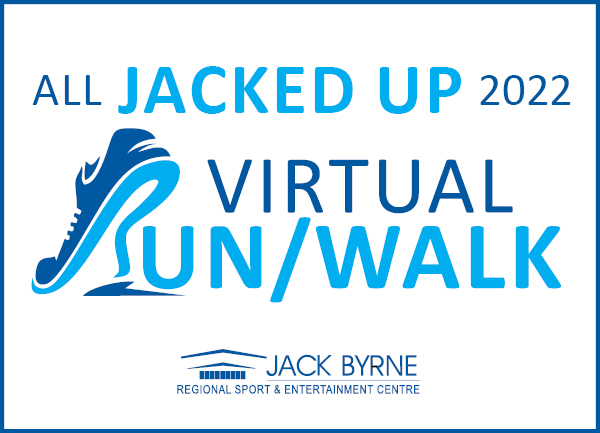 ALL JACKED UP 2022
VIRTUAL
RUN/WALK
JACK BYRNE
REGIONAL SPORT & ENTERTAINMENT CENTRE